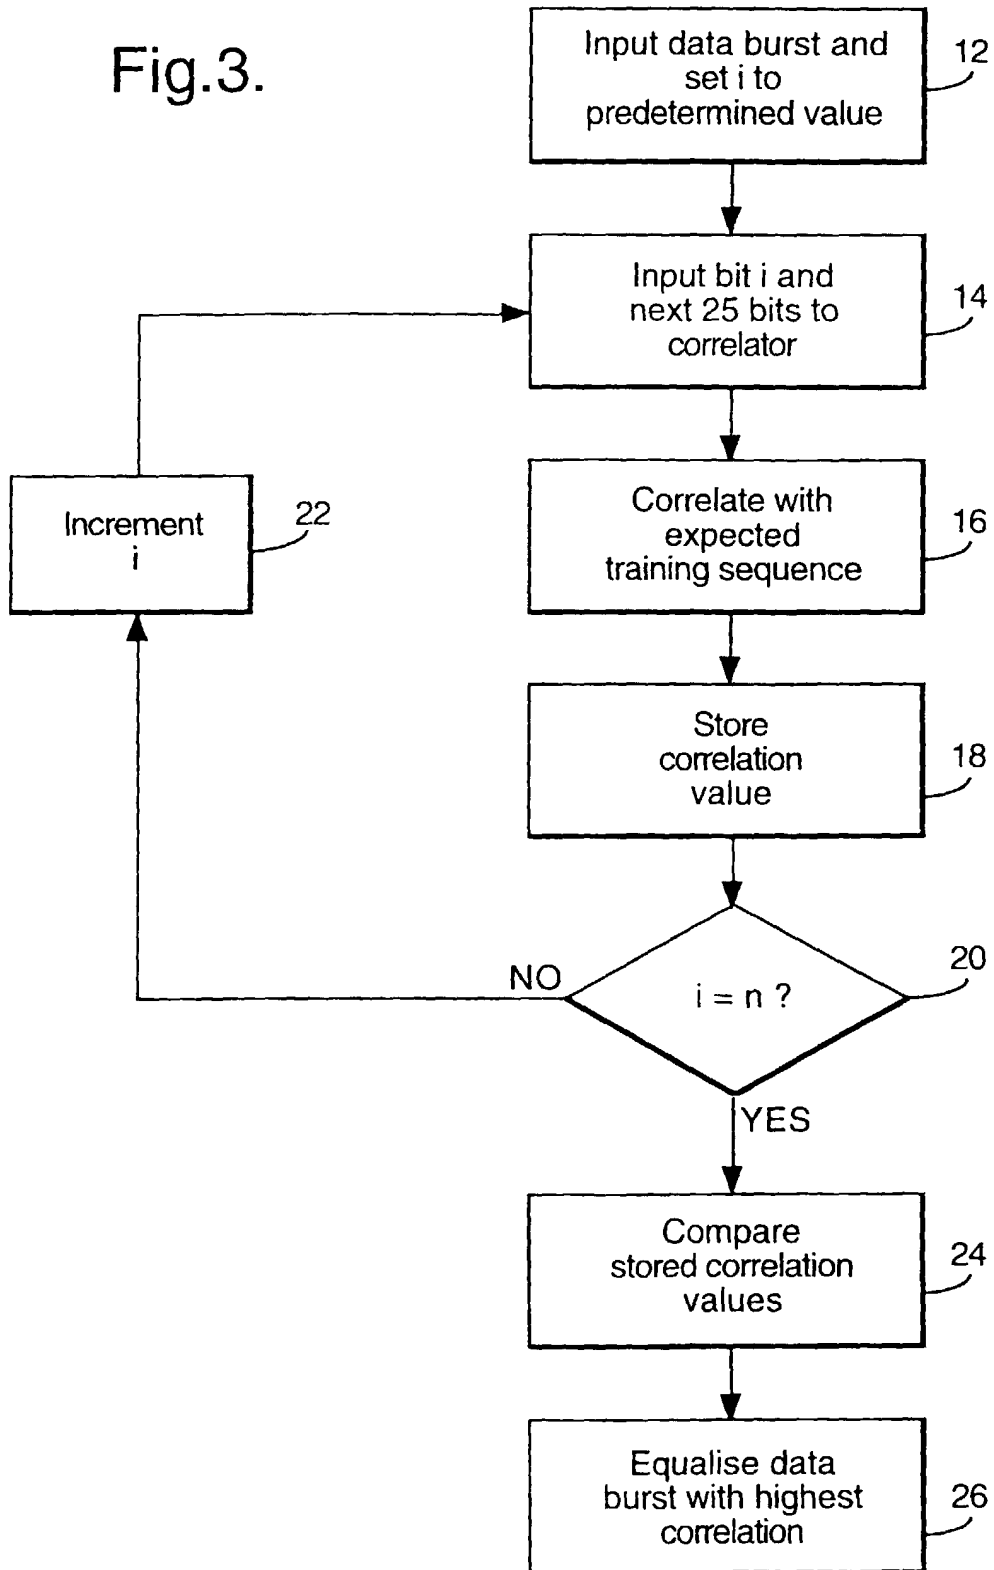 Fig.3.
Input data burst and
set i to
predetermined value
12
Input bit i and
next 25 bits to
correlator
14
Correlate with
expected
training sequence
16
Increment
i
22
Store
correlation
value
18
i = n ?
20
NO
YES
Compare
stored correlation
values
24
Equalise data
burst with highest
correlation
26